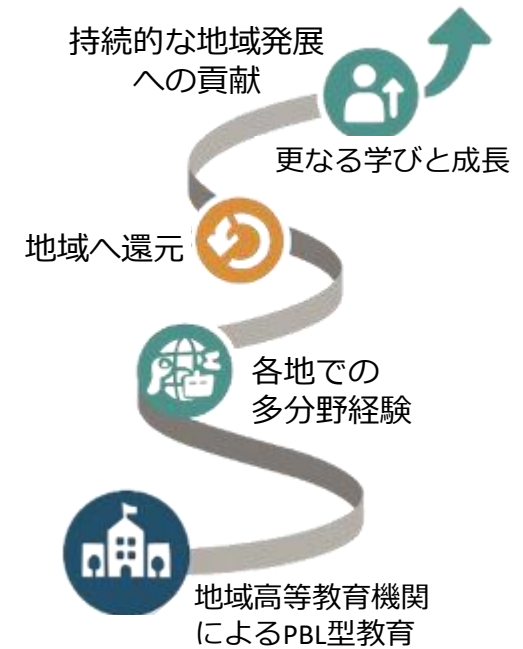 持続的な地域発展
への貢献
更なる学びと成長
地域へ還元
各地での
多分野経験
地域高等教育機関
によるPBL型教育